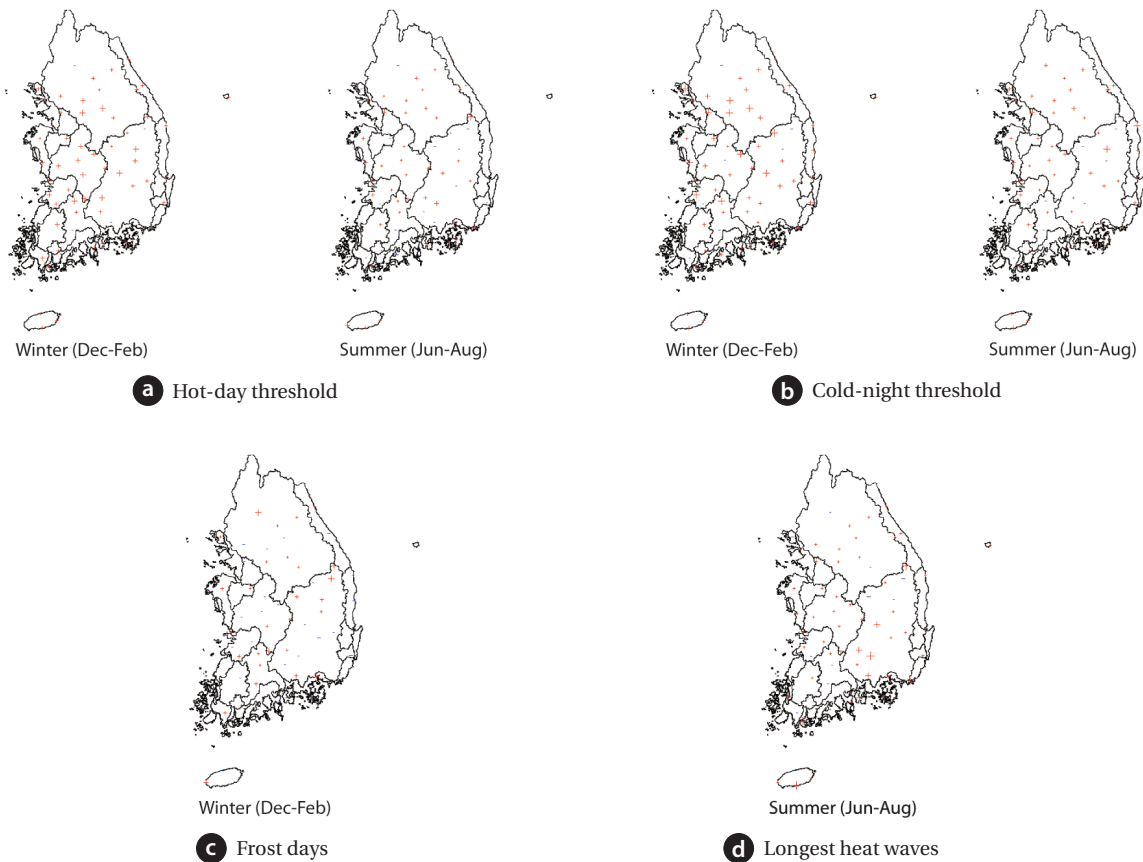 Winter (Dec-Feb)
Summer (Jun-Aug)
a Hot-day threshold
Winter (Dec-Feb)
Summer (Jun-Aug)
b Cold-night threshold
Winter (Dec-Feb)
c Frost days
Summer (Jun-Aug)
d Longest heat waves